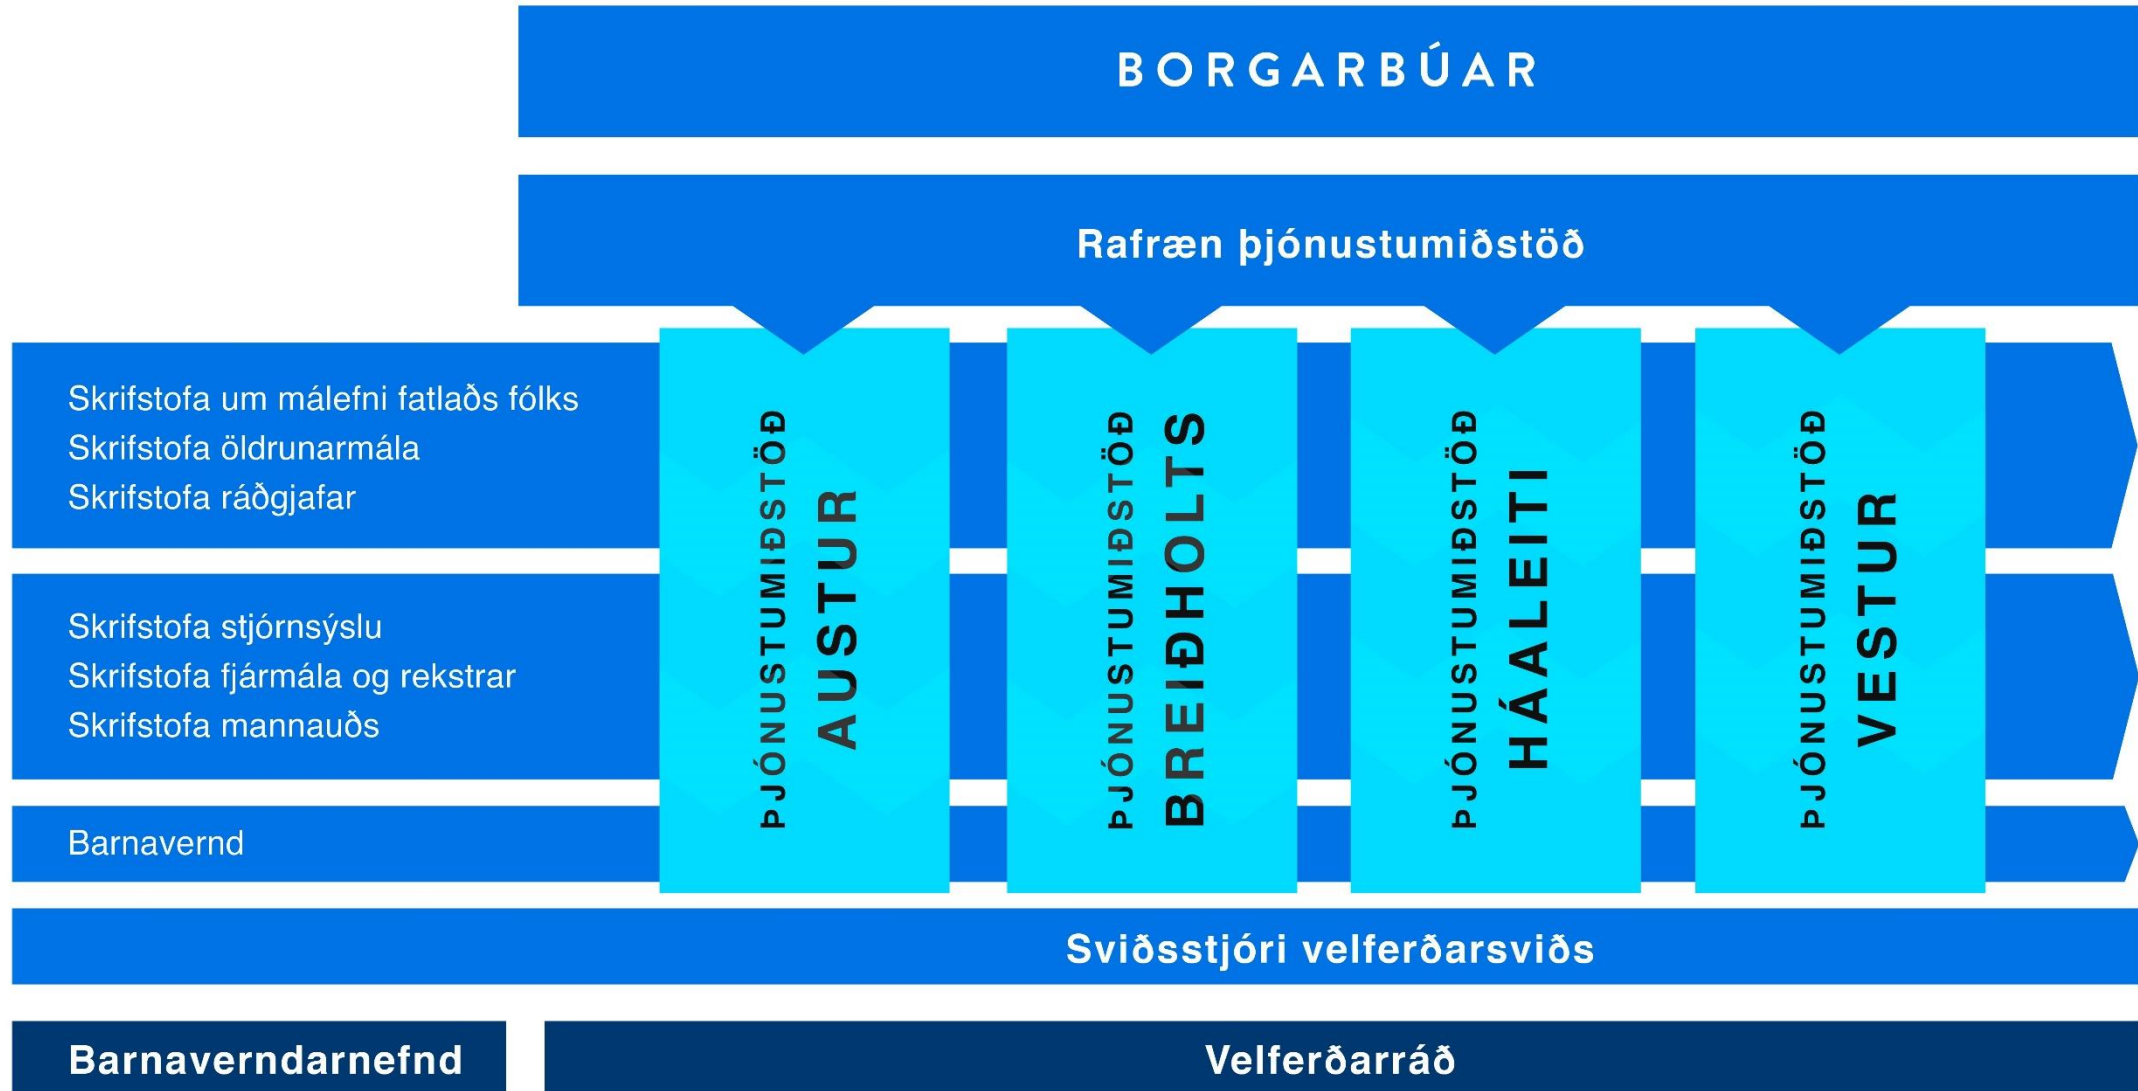 BORGARBÚAR
Rafræn þjónustumiðstöð
Skrifstofa um málefni fatlaðs fólks
Skrifstofa öldrunarmála
Skrifstofa ráðgjafar
Skrifstofa stjórnsýslu
Skrifstofa fjármála og rekstrar
Skrifstofa mannauðs
Barnavernd
ÞJÓNUSTUMIÐSTÖÐ
AUSTUR
ÞJÓNUSTUMIÐSTÖÐ
BREIÐHOLTS
ÞJÓNUSTUMIÐSTÖÐ
HÁALEITI
ÞJÓNUSTUMIÐSTÖÐ
VESTUR
Sviðsstjóri velferðarsviðs
Barnaverndarnefnd
Velferðarráð